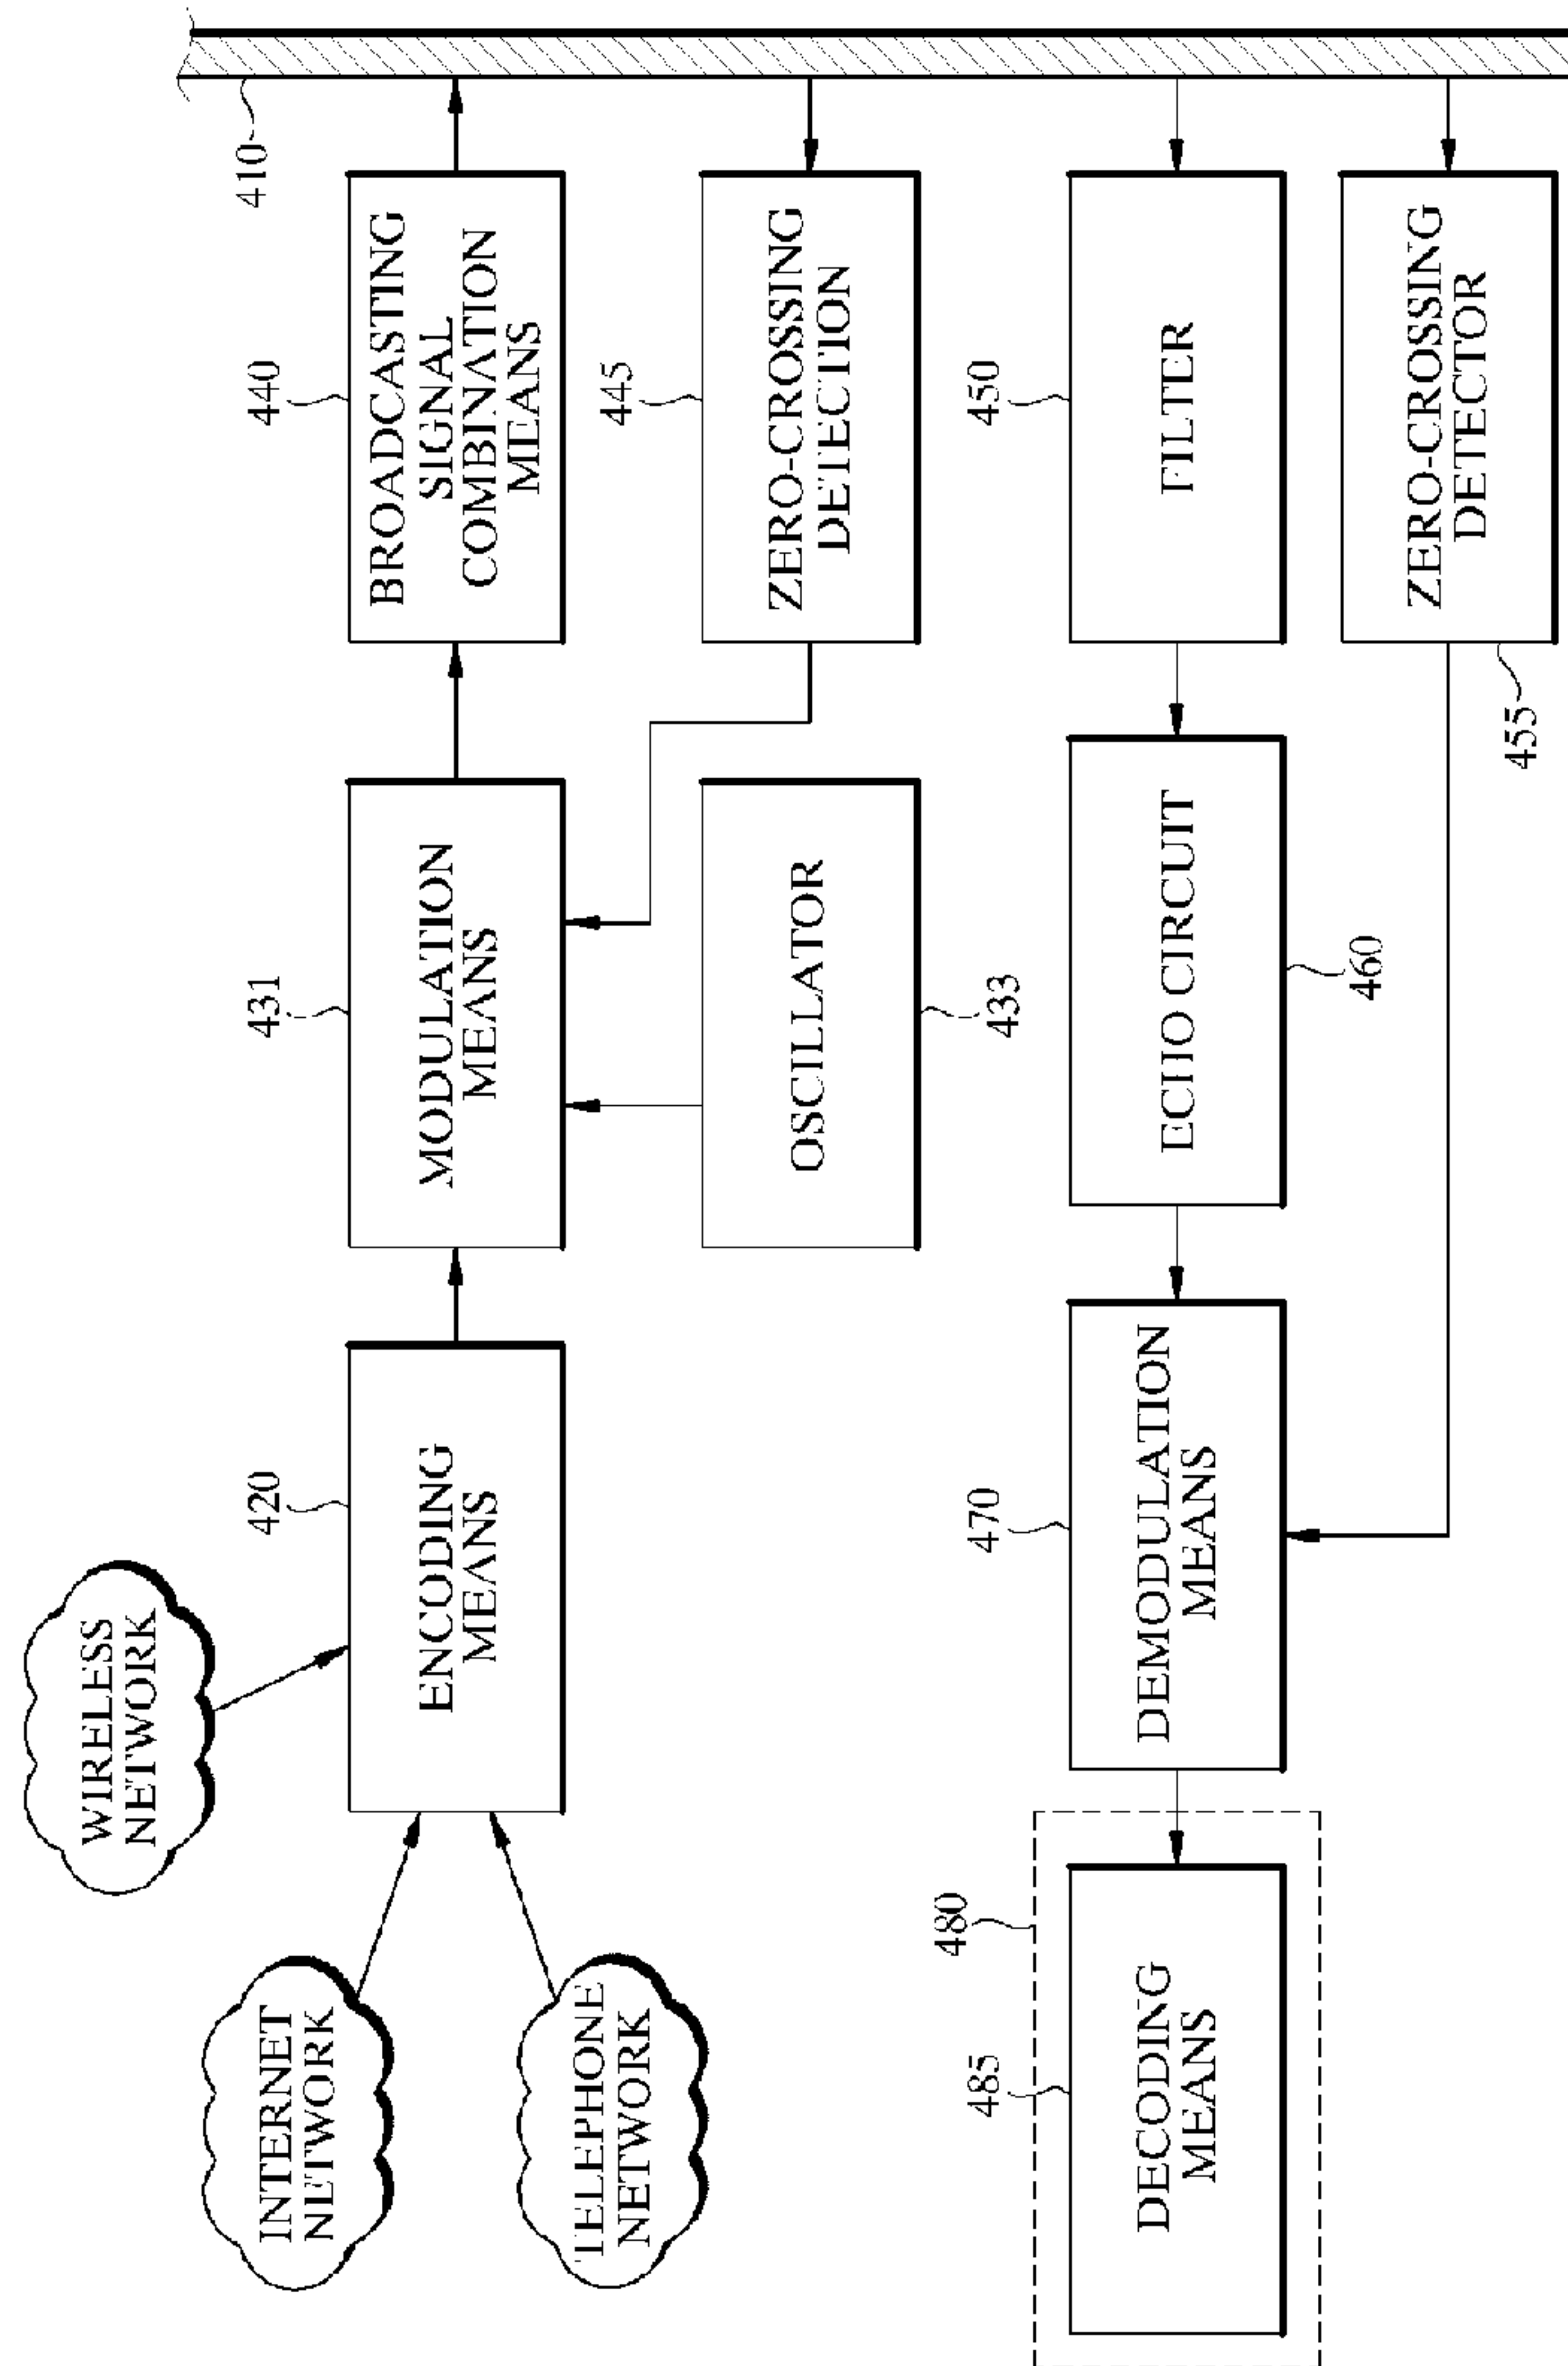 WIRELESS
NETWORK
INTERNET
NETWORK
TELEPHONE
NETWORK
420
ENCODING
MEANS
431
MODULATION
MEANS
440
BROADCASTING
SIGNAL
COMBINATION
MEANS
410
OSCILLATOR
433
445
ZERO-CROSSING
DETECTION
480
485
DECODING
MEANS
470
DEMODULATION
MEANS
ECHO CIRCUIT
460
450
FILTER
ZERO-CROSSING
DETECTOR
455